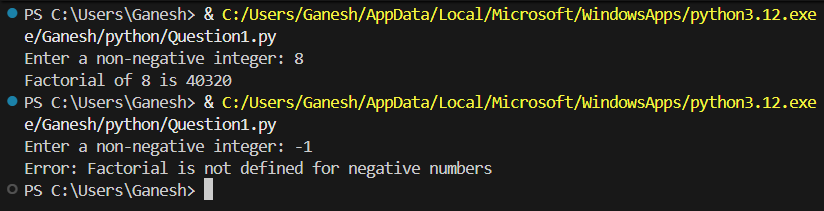 PS C:\Users\Ganesh> & C:/Users/Ganesh/AppData/Local/Microsoft/WindowsApps/python3.12.exe
e/Ganesh/python/Question1.py
Enter a non-negative integer: 8
Factorial of 8 is 40320
PS C:\Users\Ganesh> & C:/Users/Ganesh/AppData/Local/Microsoft/WindowsApps/python3.12.exe
e/Ganesh/python/Question1.py
Enter a non-negative integer: -1
Error: Factorial is not defined for negative numbers
PS C:\Users\Ganesh>